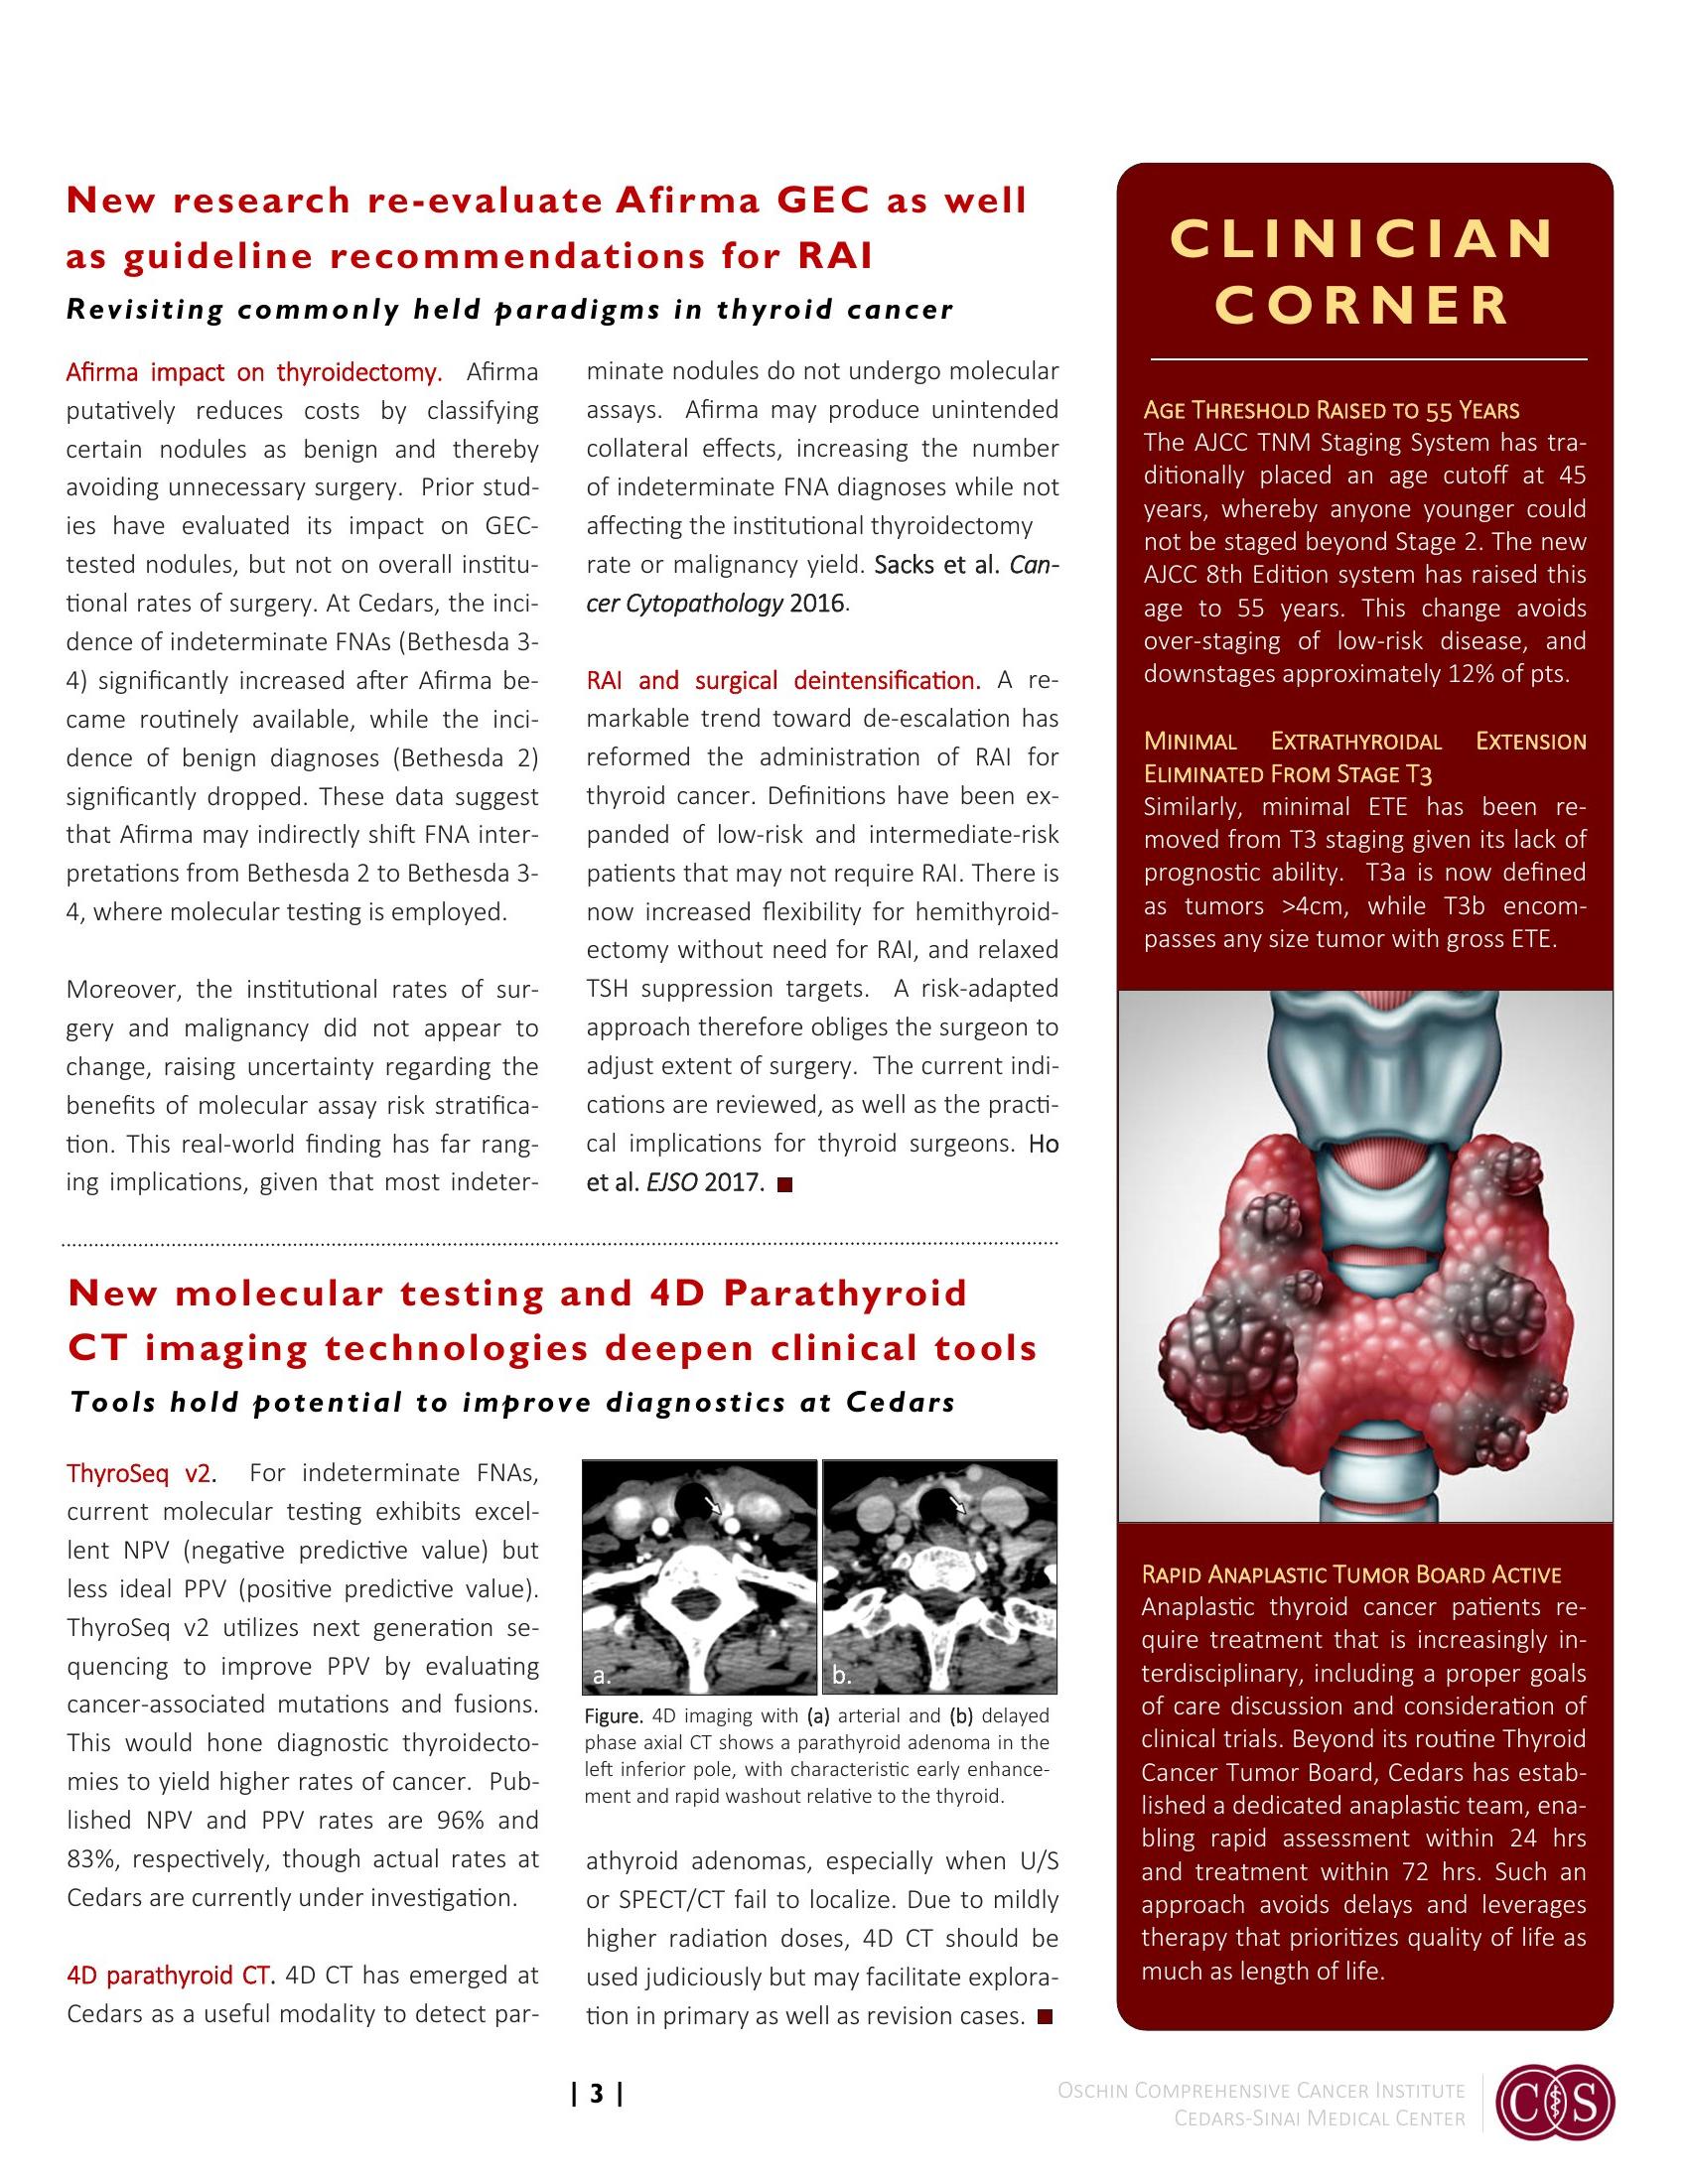 New research re-evaluate Afirma GEC as well
as guideline recommendations for RAI
Revisiting commonly held paradigms in thyroid cancer
Afirma impact on thyroidectomy. Afirma
putatively reduces costs by classifying
certain nodules as benign and thereby
avoiding unnecessary surgery. Prior stud-
ies have evaluated its impact on GEC-
tested nodules, but not on overall institu-
tional rates of surgery. At Cedars, the inci-
dence of indeterminate FNAs (Bethesda 3-
4) significantly increased after Afirma be-
came routinely available, while the inci-
dence of benign diagnoses (Bethesda 2)
significantly dropped. These data suggest
that Afirma may indirectly shift FNA inter-
pretations from Bethesda 2 to Bethesda 3-
4, where molecular testing is employed.
Moreover, the institutional rates of sur-
gery and malignancy did not appear to
change, raising uncertainty regarding the
benefits of molecular assay risk stratifica-
tion. This real-world finding has far rang-
ing implications, given that most indeter-
minate nodules do not undergo molecular
assays. Afirma may produce unintended
collateral effects, increasing the number
of indeterminate FNA diagnoses while not
affecting the institutional thyroidectomy
rate or malignancy yield. Sacks et al. Can-
cer Cytopathology 2016.
RAI and surgical deintensification. A re-
markable trend toward de-escalation has
reformed the administration of RAI for
thyroid cancer. Definitions have been ex-
panded of low-risk and intermediate-risk
patients that may not require RAI. There is
now increased flexibility for hemithyroid-
ectomy without need for RAI, and relaxed
TSH suppression targets. A risk-adapted
approach therefore obliges the surgeon to
adjust extent of surgery. The current indi-
cations are reviewed, as well as the practi-
cal implications for thyroid surgeons. Ho
et al. EJSO 2017.
New molecular testing and 4D Parathyroid
CT imaging technologies deepen clinical tools
Tools hold potential to improve diagnostics at Cedars
ThyroSeq v2. For indeterminate FNAs,
current molecular testing exhibits excel-
lent NPV (negative predictive value) but
less ideal PPV (positive predictive value).
ThyroSeq v2 utilizes next generation se-
quencing to improve PPV by evaluating
cancer-associated mutations and fusions.
This would hone diagnostic thyroidecto-
mies to yield higher rates of cancer. Pub-
lished NPV and PPV rates are 96% and
83%, respectively, though actual rates at
Cedars are currently under investigation.
4D parathyroid CT. 4D CT has emerged at
Cedars as a useful modality to detect par-
a.
b.
Figure. 4D imaging with (a) arterial and (b) delayed
phase axial CT shows a parathyroid adenoma in the
left inferior pole, with characteristic early enhance-
ment and rapid washout relative to the thyroid.
athyroid adenomas, especially when U/S
or SPECT/CT fail to localize. Due to mildly
higher radiation doses, 4D CT should be
used judiciously but may facilitate explora-
tion in primary as well as revision cases.
CLINICIAN
CORNER
AGE THRESHOLD RAISED TO 55 YEARS
The AJCC TNM Staging System has tra-
ditionally placed an age cutoff at 45
years, whereby anyone younger could
not be staged beyond Stage 2. The new
AJCC 8th Edition system has raised this
age to 55 years. This change avoids
over-staging of low-risk disease, and
downstages approximately 12% of pts.
MINIMAL EXTRATHYROIDAL EXTENSION
ELIMINATED FROM STAGE T3
Similarly, minimal ETE has been re-
moved from T3 staging given its lack of
prognostic ability. T3a is now defined
as tumors >4cm, while T3b encom-
passes any size tumor with gross ETE.
RAPID ANAPLASTIC TUMOR BOARD ACTIVE
Anaplastic thyroid cancer patients re-
quire treatment that is increasingly in-
terdisciplinary, including a proper goals
of care discussion and consideration of
clinical trials. Beyond its routine Thyroid
Cancer Tumor Board, Cedars has estab-
lished a dedicated anaplastic team, ena-
bling rapid assessment within 24 hrs
and treatment within 72 hrs. Such an
approach avoids delays and leverages
therapy that prioritizes quality of life as
much as length of life.
| 3 |
OSCHIN COMPREHENSIVE CANCER INSTITUTE
CEDARS-SINAI MEDICAL CENTER
CS